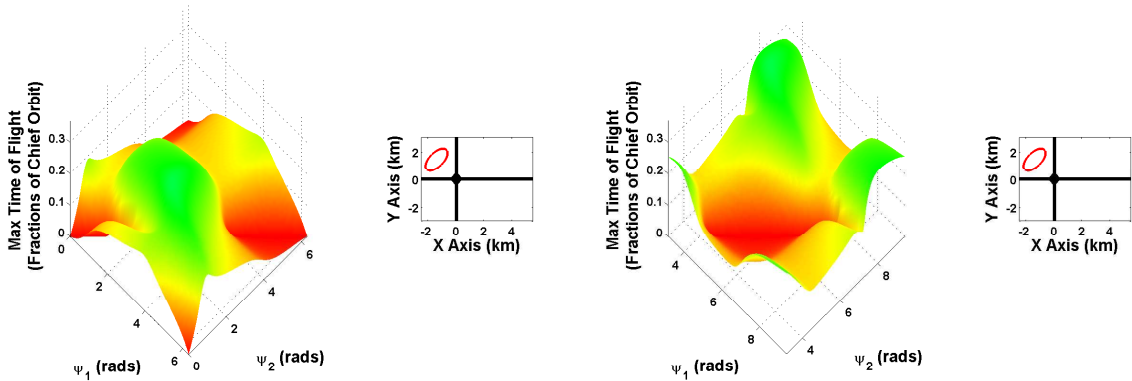 Max Time of Flight
(Fractions of Chief Orbit)
0.3
0.2
0.1
0
0
2
4
6
0
2
4
6
Ψ1 (rads)
Ψ2 (rads)
Y Axis (km)
2
0
-2
-2 0 2 4
X Axis (km)
Max Time of Flight
(Fractions of Chief Orbit)
0.3
0.2
0.1
0
4
6
8
4
6
8
Ψ1 (rads)
Ψ2 (rads)
Y Axis (km)
2
0
-2
-2 0 2 4
X Axis (km)